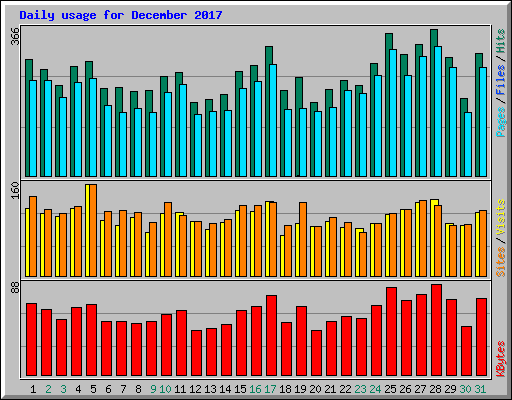 Daily usage for December 2017
366
Pages / Files / Hits
160
Sites / Visits
88
KBytes
1 2 3 4 5 6 7 8 9 10 11 12 13 14 15 16 17 18 19 20 21 22 23 24 25 26 27 28 29 30 31